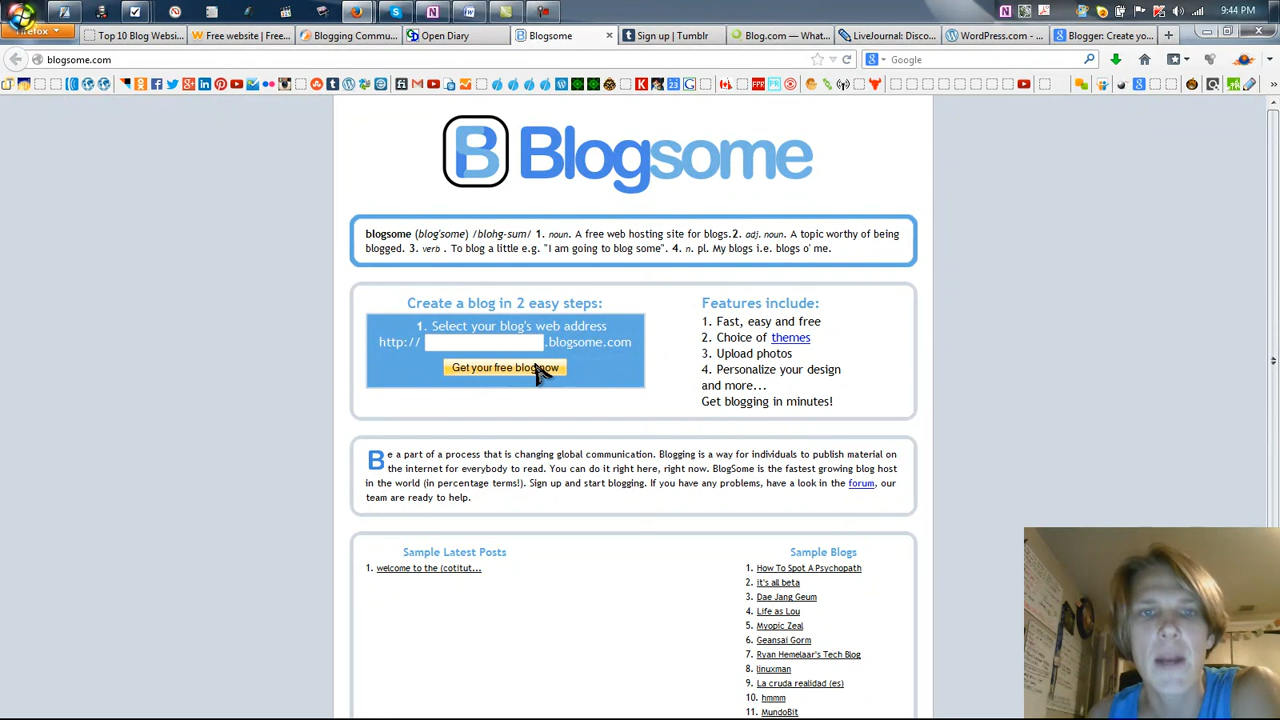 9:44 PM
Firefox
Top 10 Blog Websi...
Free website | Free...
Blogging Commu...
Open Diary
Blogsome
Sign up | Tumblr
Blog.com — What...
LiveJournal: Disco...
WordPress.com — ...
Blogger: Create yo...
blogsome.com
Google
B Blogsome
blogsome (blog'some) /blohg-sum/ 1. noun. A free web hosting site for blogs.2. adj. noun. A topic worthy of being
blogged. 3. verb . To blog a little e.g. "I am going to blog some". 4. n. pl. My blogs i.e. blogs o' me.
Create a blog in 2 easy steps:
1. Select your blog's web address
http:// .blogsome.com
Get your free blog now
Features include:
1. Fast, easy and free
2. Choice of themes
3. Upload photos
4. Personalize your design
and more...
Get blogging in minutes!
Be a part of a process that is changing global communication. Blogging is a way for individuals to publish material on
the internet for everybody to read. You can do it right here, right now. BlogSome is the fastest growing blog host
in the world (in percentage terms!). Sign up and start blogging. If you have any problems, have a look in the forum, our
team are ready to help.
Sample Latest Posts
1. welcome to the (cotitut...
Sample Blogs
1. How To Spot A Psychopath
2. it's all beta
3. Dae Jang Geum
4. Life as Lou
5. Myopic Zeal
6. Geansai Gorm
7. Ryan Hemelaar's Tech Blog
8. linuxman
9. La cruda realidad (es)
10. hmmm
11. MundoBit